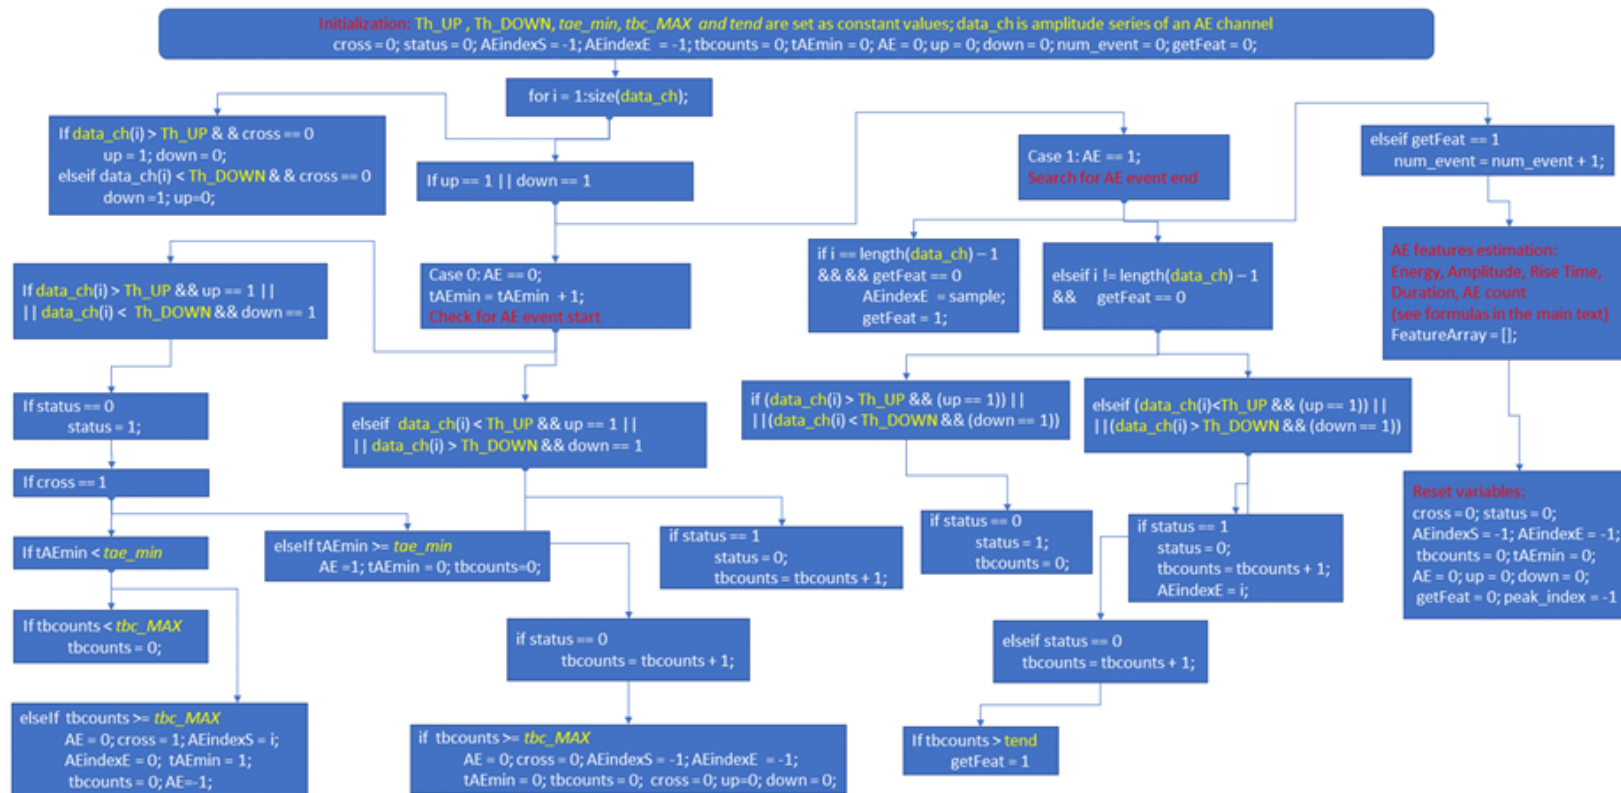 Initialization: Th_UP , Th_DOWN, tae_min, tbc_MAX and tend are set as constant values; data_ch is amplitude series of an AE channel
cross = 0; status = 0; AEindexS = -1; AEindexE = -1; tbcounts = 0; tAEmin = 0; AE = 0; up = 0; down = 0; num_event = 0; getFeat = 0;
for i = 1:size(data_ch);
If data_ch(i) > Th_UP & & cross == 0
up = 1; down = 0;
elseif data_ch(i) < Th_DOWN & & cross == 0
down =1; up=0;
If up == 1 || down == 1
Case 1: AE == 1;
Search for AE event end
elseif getFeat == 1
num_event = num_event + 1;
If data_ch(i) > Th_UP && up == 1 ||
|| data_ch(i) < Th_DOWN && down == 1
Case 0: AE == 0;
tAEmin = tAEmin + 1;
Check for AE event start
if i == length(data_ch) – 1
&& && getFeat == 0
AEindexE = sample;
getFeat = 1;
elseif i != length(data_ch) – 1
&& getFeat == 0
AE features estimation:
Energy, Amplitude, Rise Time,
Duration, AE count
(see formulas in the main text)
FeatureArray = [];
If status == 0
status = 1;
If cross == 1
elseif data_ch(i) < Th_UP && up == 1 ||
|| data_ch(i) > Th_DOWN && down == 1
if (data_ch(i) > Th_UP && (up == 1)) ||
||(data_ch(i) < Th_DOWN && (down == 1))
elseif (data_ch(i)<Th_UP && (up == 1)) ||
||(data_ch(i) > Th_DOWN && (down == 1))
If tAEmin < tae_min
elseIf tAEmin >= tae_min
AE =1; tAEmin = 0; tbcounts=0;
if status == 1
status = 0;
tbcounts = tbcounts + 1;
if status == 0
status = 1;
tbcounts = 0;
if status == 1
status = 0;
tbcounts = tbcounts + 1;
AEindexE = i;
Reset variables:
cross = 0; status = 0;
AEindexS = -1; AEindexE = -1;
tbcounts = 0; tAEmin = 0;
AE = 0; up = 0; down = 0;
getFeat = 0; peak_index = -1
If tbcounts < tbc_MAX
tbcounts = 0;
if status == 0
tbcounts = tbcounts + 1;
elseif status == 0
tbcounts = tbcounts + 1;
elseIf tbcounts >= tbc_MAX
AE = 0; cross = 1; AEindexS = i;
AEindexE = 0; tAEmin = 1;
tbcounts = 0; AE=-1;
if tbcounts >= tbc_MAX
AE = 0; cross = 0; AEindexS = -1; AEindexE = -1;
tAEmin = 0; tbcounts = 0; cross = 0; up=0; down = 0;
If tbcounts > tend
getFeat = 1